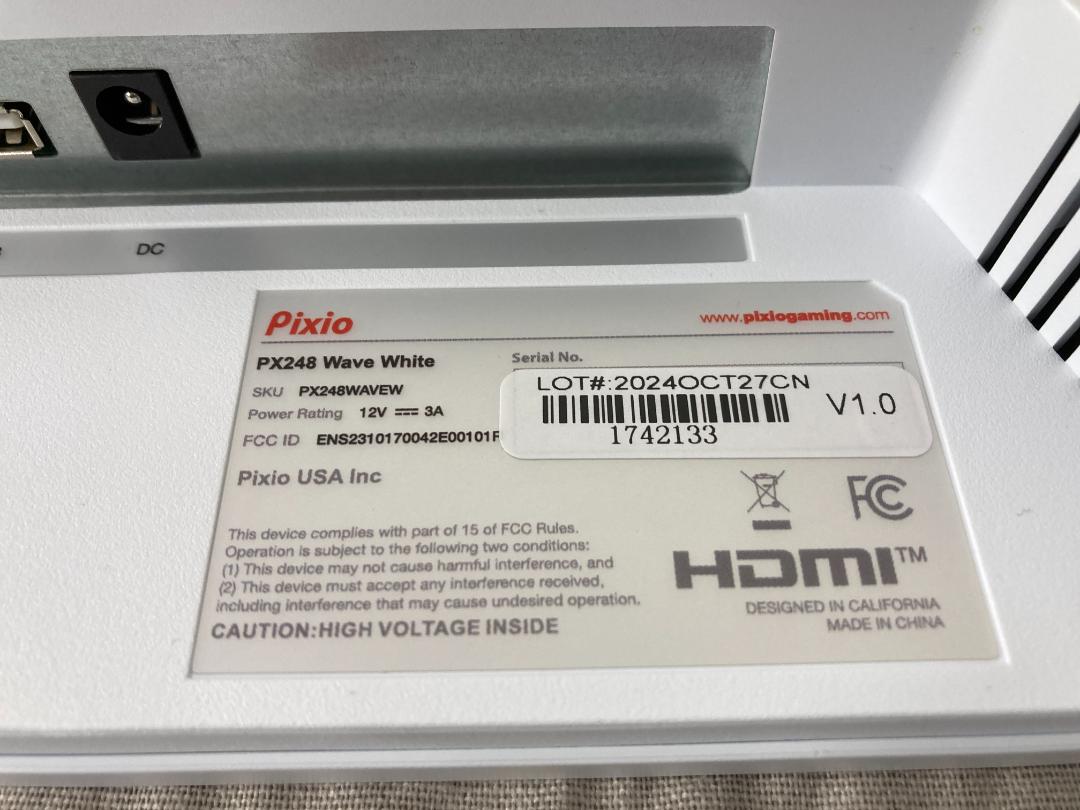 DC
Pixio
www.pixiogaming.com
PX248 Wave White
Serial No.
SKU PX248WAVEW
LOT#:2024OCT27CN
V1.0
1742133
Power Rating 12V ⎓ 3A
FCC ID ENS2310170042E00101
Pixio USA Inc
FC
This device complies with part of 15 of FCC Rules.
Operation is subject to the following two conditions:
(1) This device may not cause harmful interference, and
(2) This device must accept any interference received,
including interference that may cause undesired operation.
CAUTION:HIGH VOLTAGE INSIDE
HDMI™
DESIGNED IN CALIFORNIA
MADE IN CHINA